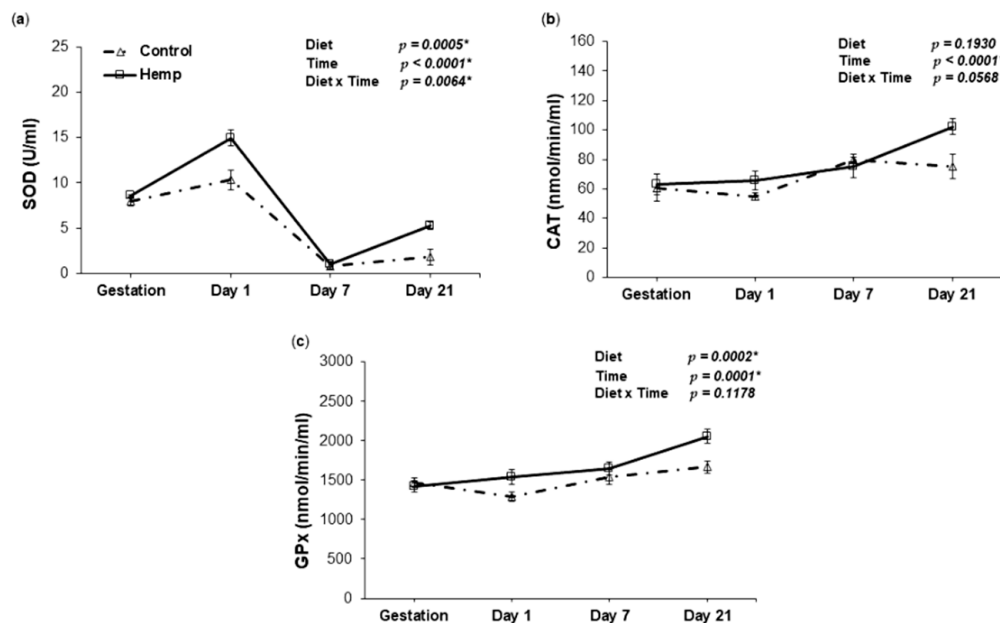 (a)
SOD (U/ml)
25
20
15
10
5
0
Control
Hemp
Diet p = 0.0005*
Time p < 0.0001*
Diet x Time p = 0.0064*
Gestation Day 1 Day 7 Day 21
(b)
CAT (nmol/min/ml)
160
140
120
100
80
60
40
20
0
Diet p = 0.1930
Time p < 0.0001*
Diet x Time p = 0.0568
Gestation Day 1 Day 7 Day 21
(c)
GPx (nmol/min/ml)
3000
2500
2000
1500
1000
500
0
Diet p = 0.0002*
Time p = 0.0001*
Diet x Time p = 0.1178
Gestation Day 1 Day 7 Day 21